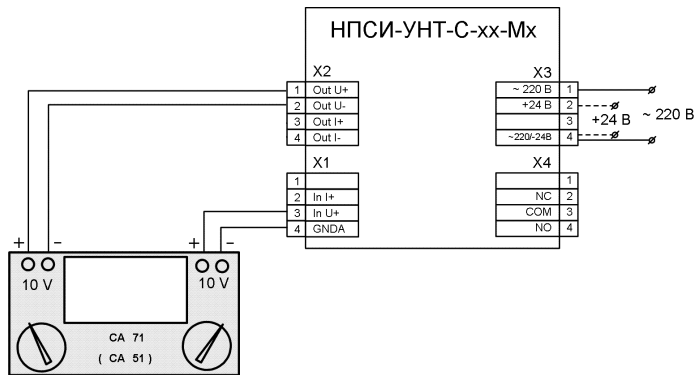 НПСИ-УНТ-С-хх-Мх
X2
1 Out U+
2 Out U-
3 Out I+
4 Out I-
X1
1
2 In I+
3 In U+
4 GNDA
X3
~ 220 В 1
+24 В 2
3
~220/-24В 4
+24 В
~ 220 В
X4
1
NC 2
COM 3
NO 4
+ − + −
10 V 10 V
CA 71
( CA 51 )